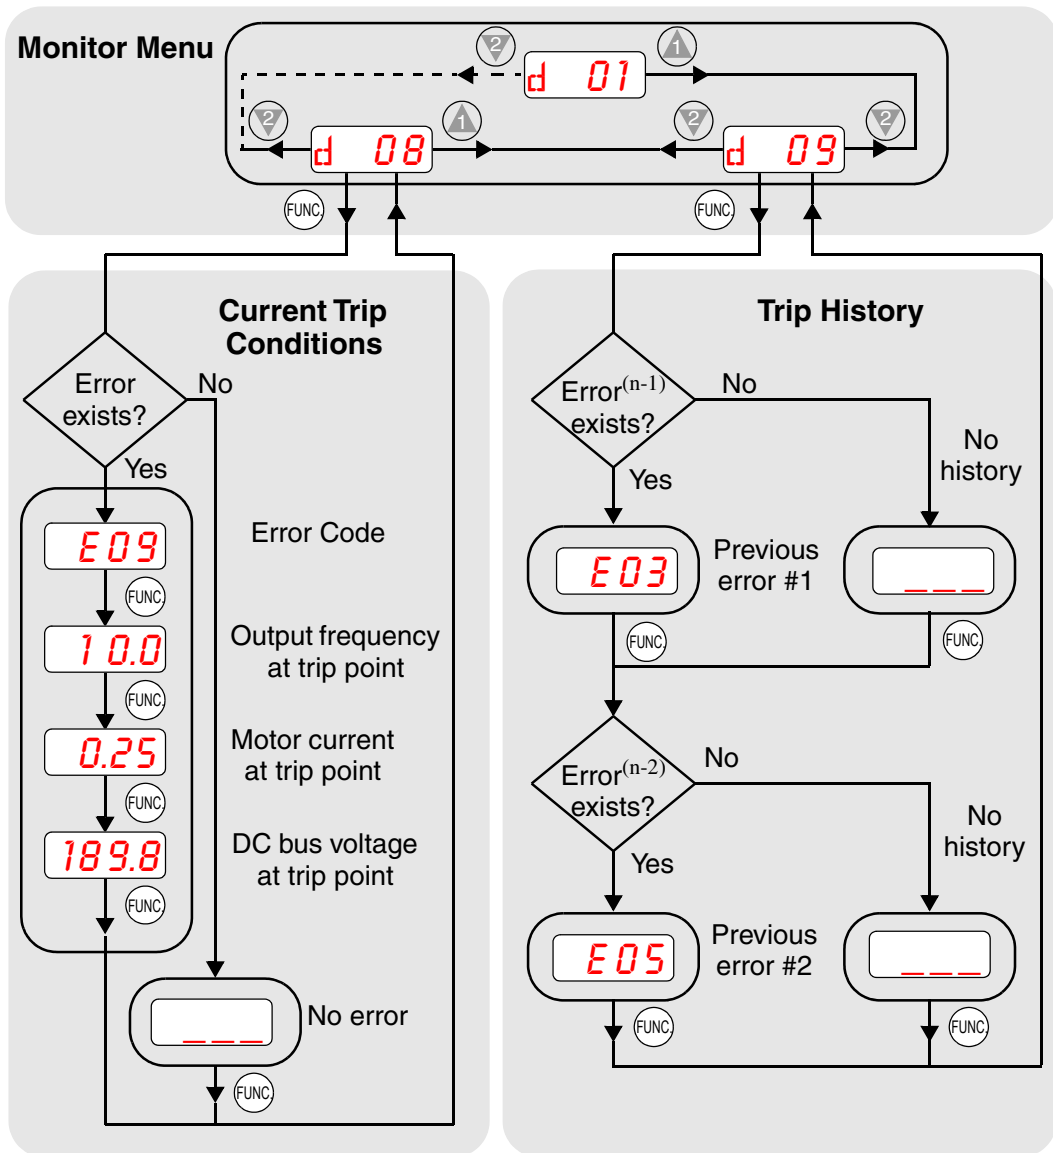 Monitor Menu
2
1
d 01
2
1
2
2
d 08
d 09
FUNC.
FUNC.
Current Trip
Conditions
Error
exists?
No
Yes
E09
Error Code
FUNC.
10.0
Output frequency
at trip point
FUNC.
0.25
Motor current
at trip point
FUNC.
189.8
DC bus voltage
at trip point
FUNC.
_ _ _
No error
FUNC.
Trip History
Error(n-1)
exists?
No
Yes
No
history
E03
Previous
error #1
_ _ _
FUNC.
FUNC.
Error(n-2)
exists?
No
Yes
No
history
E05
Previous
error #2
_ _ _
FUNC.
FUNC.